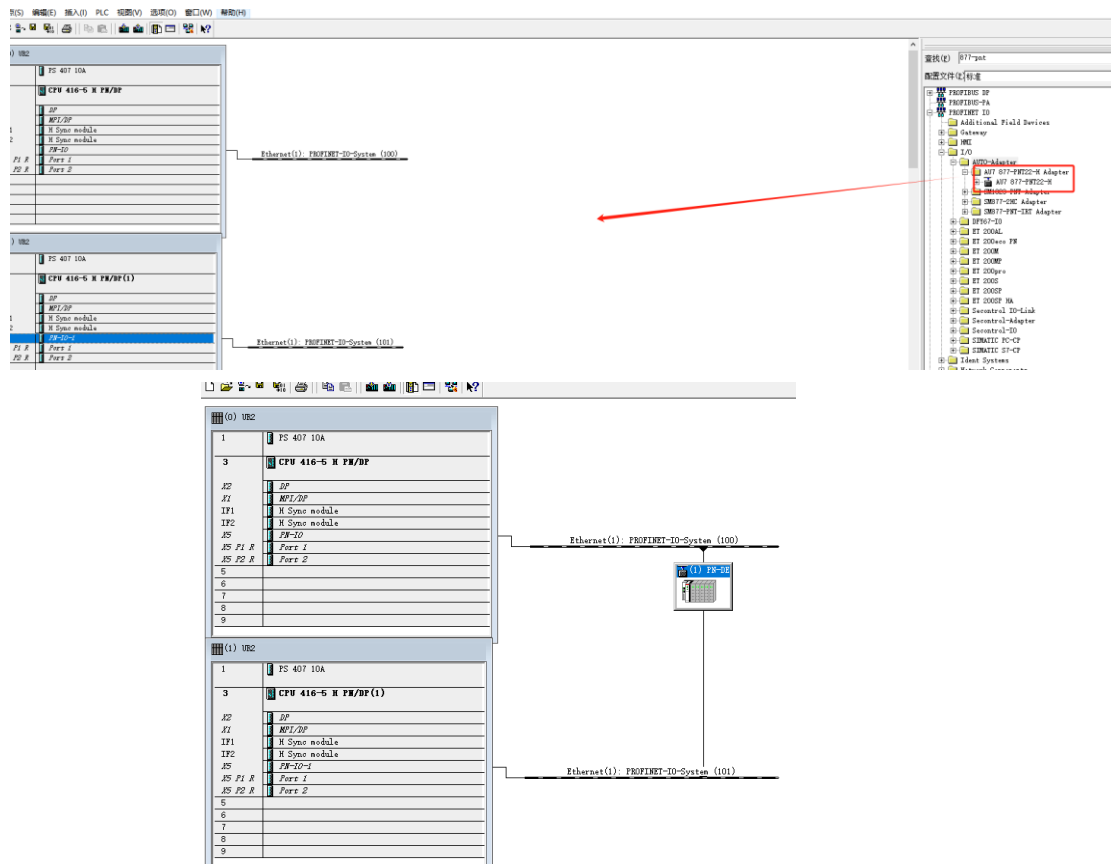 编辑(E) 插入(I) PLC 视图(V) 选项(O) 窗口(W) 帮助(H)
UR2
PS 407 10A
CPU 416-5 H PN/DP
DP
MPI/DP
H Sync module
H Sync module
PN-IO
P1 R Port 1
P2 R Port 2
Ethernet(1): PROFINET-IO-System (100)
UR2
PS 407 10A
CPU 416-5 H PN/DP(1)
DP
MPI/DP
1 H Sync module
2 H Sync module
PN-IO-1
P1 R Port 1
P2 R Port 2
Ethernet(1): PROFINET-IO-System (101)
查找(E) 877-pnt
配置文件(E) 标准
PROFIBUS DP
PROFIBUS-PA
PROFINET IO
Additional Field Devices
Gateway
HMI
I/O
AUTO-Adapter
AU7 877-PNT22-H Adapter
AU7 877-PNT22-H
SM877-2NC Adapter
SM877-PNT-IRT Adapter
DP567-IO
ET 200AL
ET 200eco PN
ET 200M
ET 200MP
ET 200pro
ET 200S
ET 200SP
ET 200SP HA
Secontrol IO-Link
Secontrol-Adapter
Secontrol-IO
SIMATIC PC-CP
SIMATIC S7-CP
Ident Systems
(0) UR2
1 PS 407 10A
3 CPU 416-5 H PN/DP
X2 DP
X1 MPI/DP
IF1 H Sync module
IF2 H Sync module
X5 PN-IO
X5 P1 R Port 1
X5 P2 R Port 2
5
6
7
8
9
Ethernet(1): PROFINET-IO-System (100)
(1) PN-DP
(1) UR2
1 PS 407 10A
3 CPU 416-5 H PN/DP(1)
X2 DP
X1 MPI/DP
IF1 H Sync module
IF2 H Sync module
X5 PN-IO-1
X5 P1 R Port 1
X5 P2 R Port 2
5
6
7
8
9
Ethernet(1): PROFINET-IO-System (101)